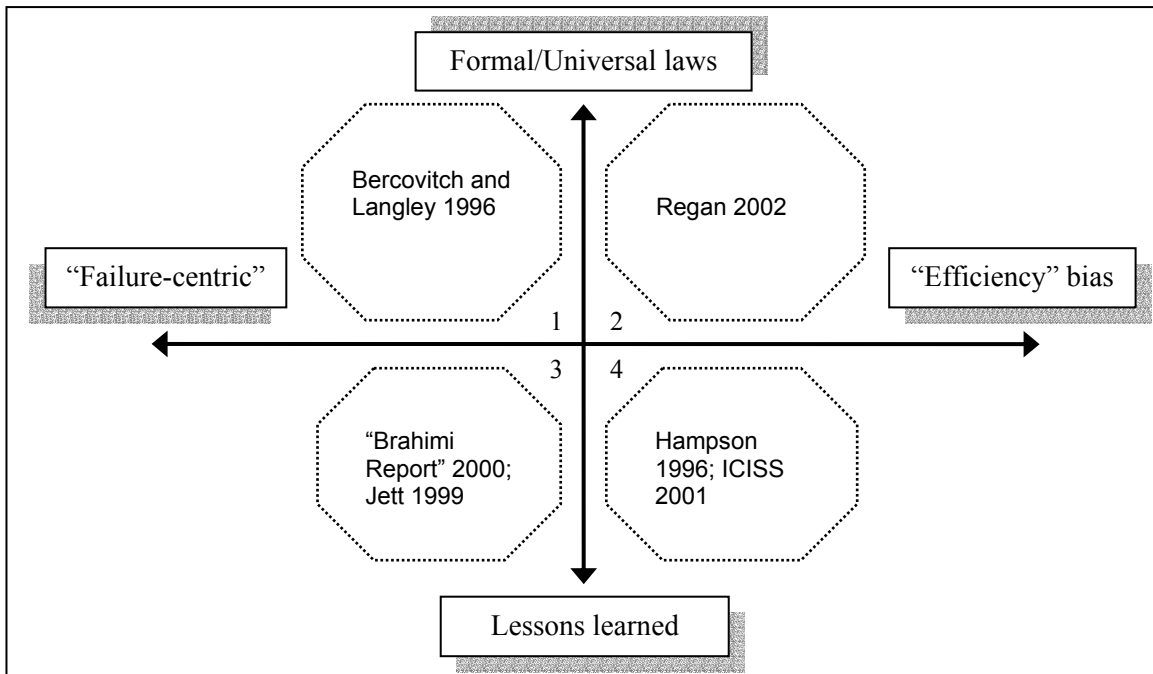 Formal/Universal laws
Bercovitch and
Langley 1996
Regan 2002
“Failure-centric”
“Efficiency” bias
1
2
3
4
“Brahimi
Report” 2000;
Jett 1999
Hampson
1996; ICISS
2001
Lessons learned